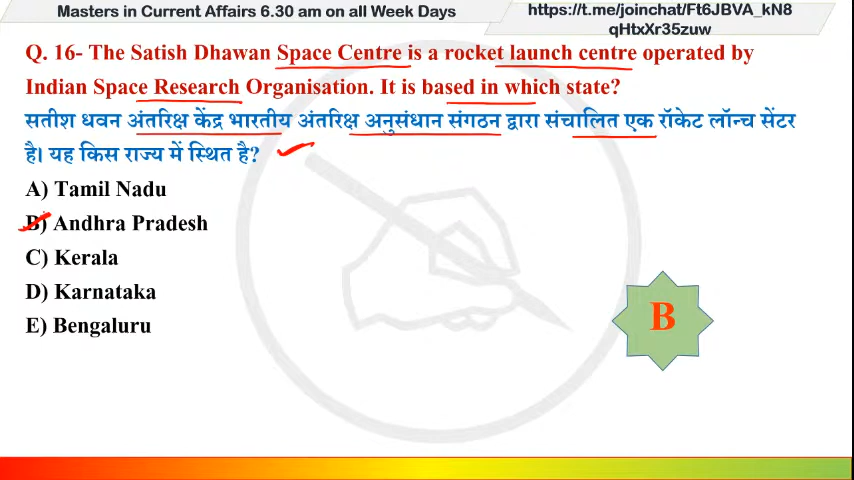 Masters in Current Affairs 6.30 am on all Week Days
https://t.me/joinchat/Ft6JBVA_kN8
qHtxXr35zuw
Q. 16- The Satish Dhawan Space Centre is a rocket launch centre operated by
Indian Space Research Organisation. It is based in which state?
सतीश धवन अंतरिक्ष केंद्र भारतीय अंतरिक्ष अनुसंधान संगठन द्वारा संचालित एक रॉकेट लॉन्च सेंटर
है। यह किस राज्य में स्थित है?
A) Tamil Nadu
B) Andhra Pradesh
C) Kerala
D) Karnataka
E) Bengaluru
B